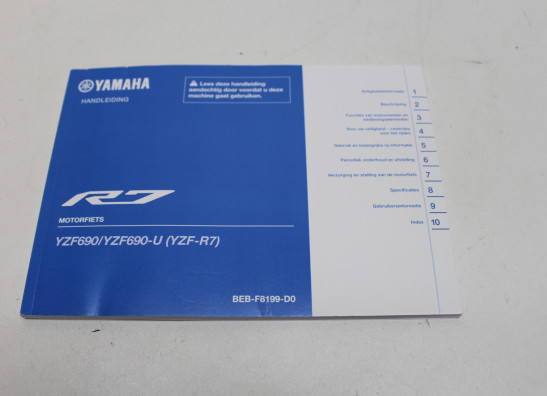 YAMAHA
HANDLEIDING
Lees deze handleiding
aandachtig door voordat u deze
machine gaat gebruiken.
R7
MOTORFIETS
YZF690/YZF690-U (YZF-R7)
BEB-F8199-D0
Veiligheidsinformatie 1
Beschrijving 2
Functies van instrumenten en
bedieningselementen 3
Voor uw veiligheid – controles
voor het rijden 4
Gebruik en belangrijke rij-informatie 5
Periodiek onderhoud en afstelling 6
Verzorging en stalling van de motorfiets 7
Specificaties 8
Gebruikersinformatie 9
Index 10